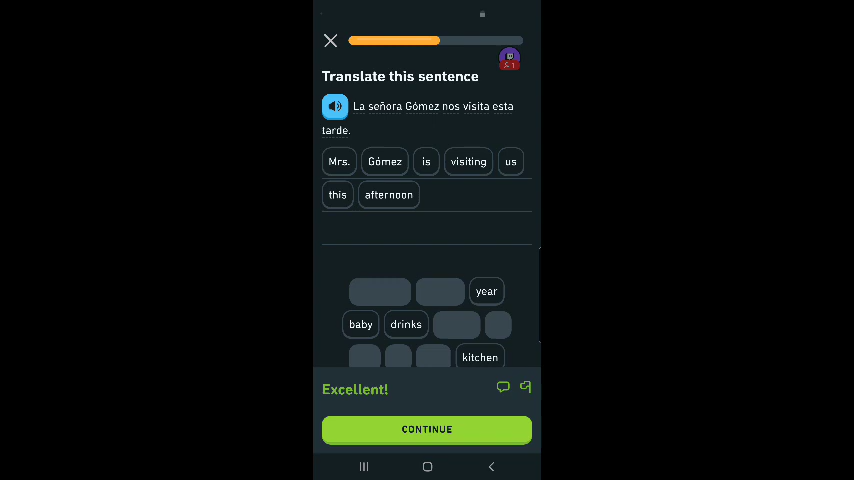 1
Translate this sentence
La señora Gómez nos visita esta
tarde.
Mrs. Gómez is visiting us
this afternoon
year
baby drinks
kitchen
Excellent!
CONTINUE